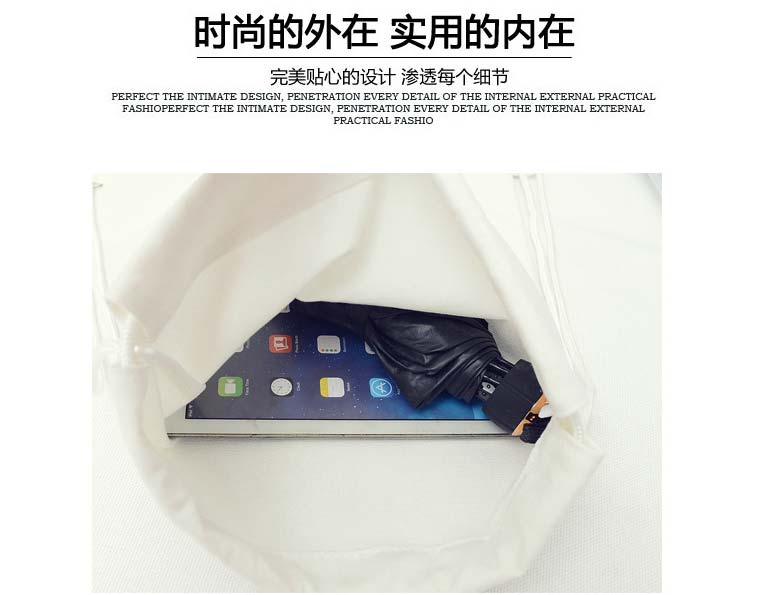 时尚的外在 实用的内在
完美贴心的设计 渗透每个细节
PERFECT THE INTIMATE DESIGN, PENETRATION EVERY DETAIL OF THE INTERNAL EXTERNAL PRACTICAL
FASHIOPERFECT THE INTIMATE DESIGN, PENETRATION EVERY DETAIL OF THE INTERNAL EXTERNAL
PRACTICAL FASHIO